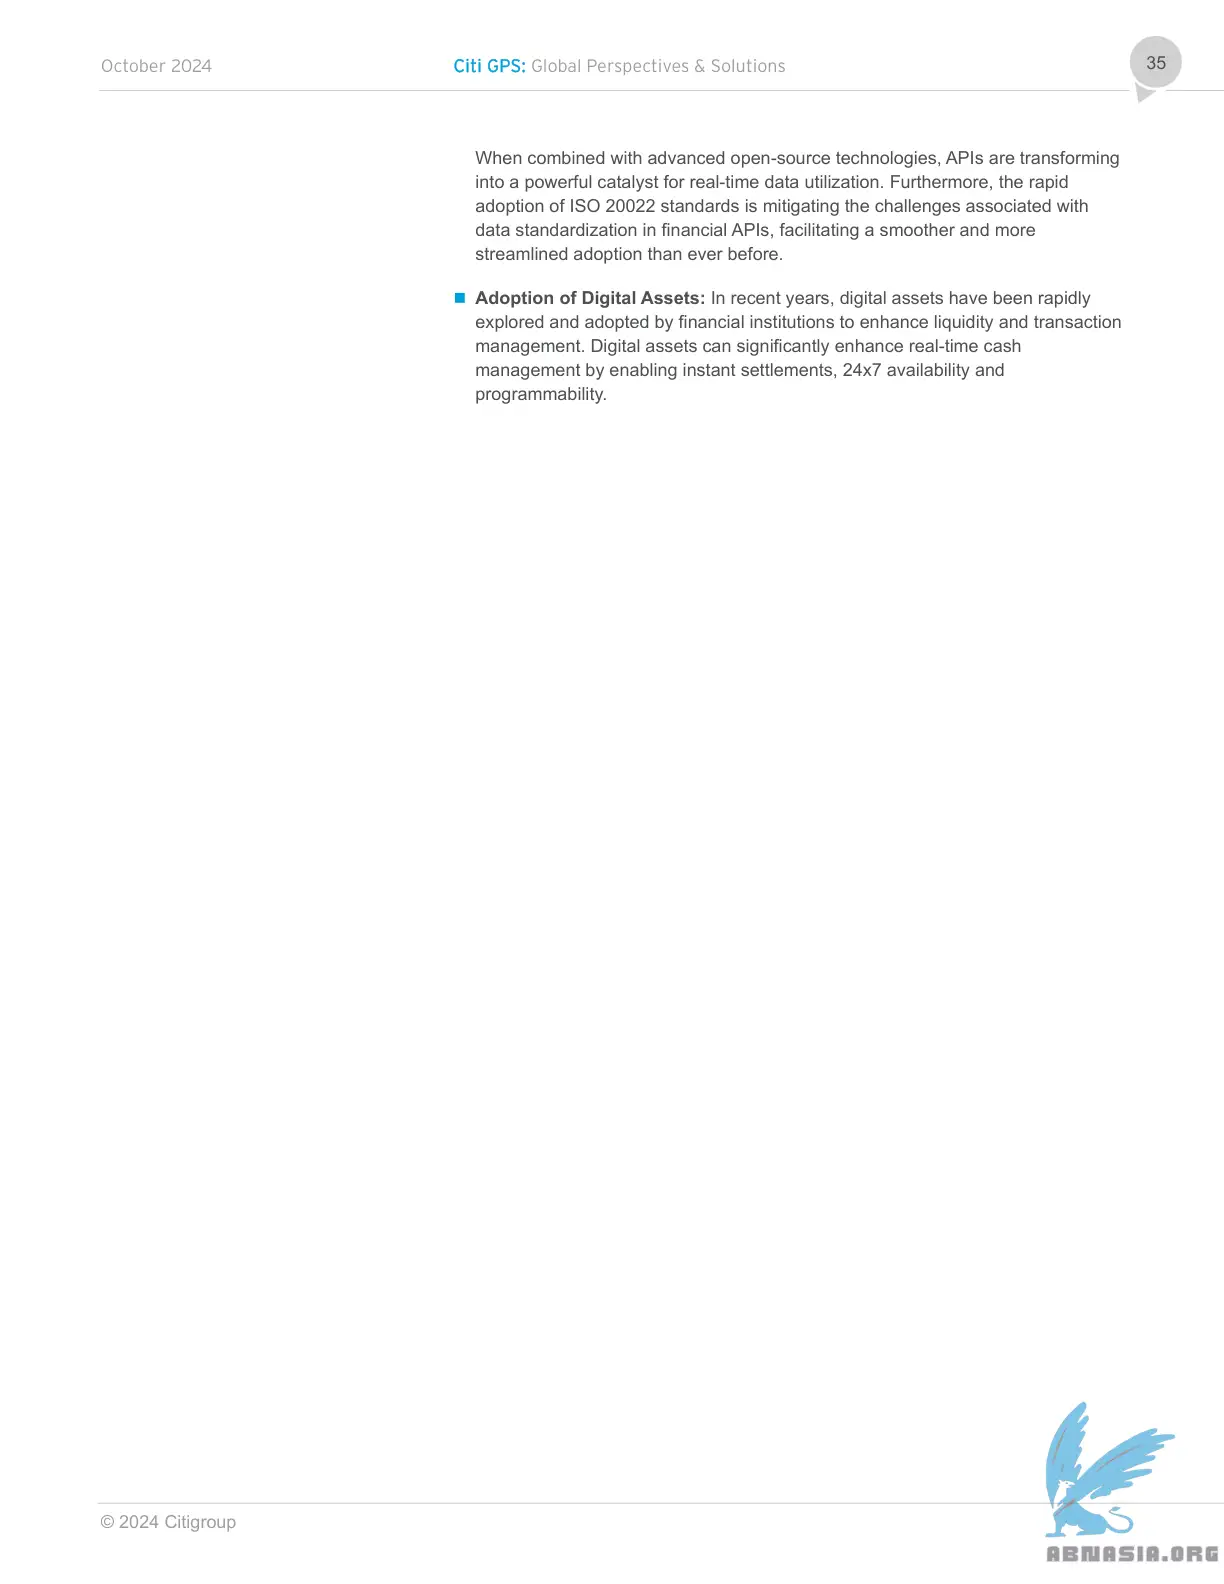 October 2024
Citi GPS: Global Perspectives & Solutions
35
When combined with advanced open-source technologies, APIs are transforming
into a powerful catalyst for real-time data utilization. Furthermore, the rapid
adoption of ISO 20022 standards is mitigating the challenges associated with
data standardization in financial APIs, facilitating a smoother and more
streamlined adoption than ever before.
Adoption of Digital Assets: In recent years, digital assets have been rapidly
explored and adopted by financial institutions to enhance liquidity and transaction
management. Digital assets can significantly enhance real-time cash
management by enabling instant settlements, 24x7 availability and
programmability.
© 2024 Citigroup
ABNASIA.ORG